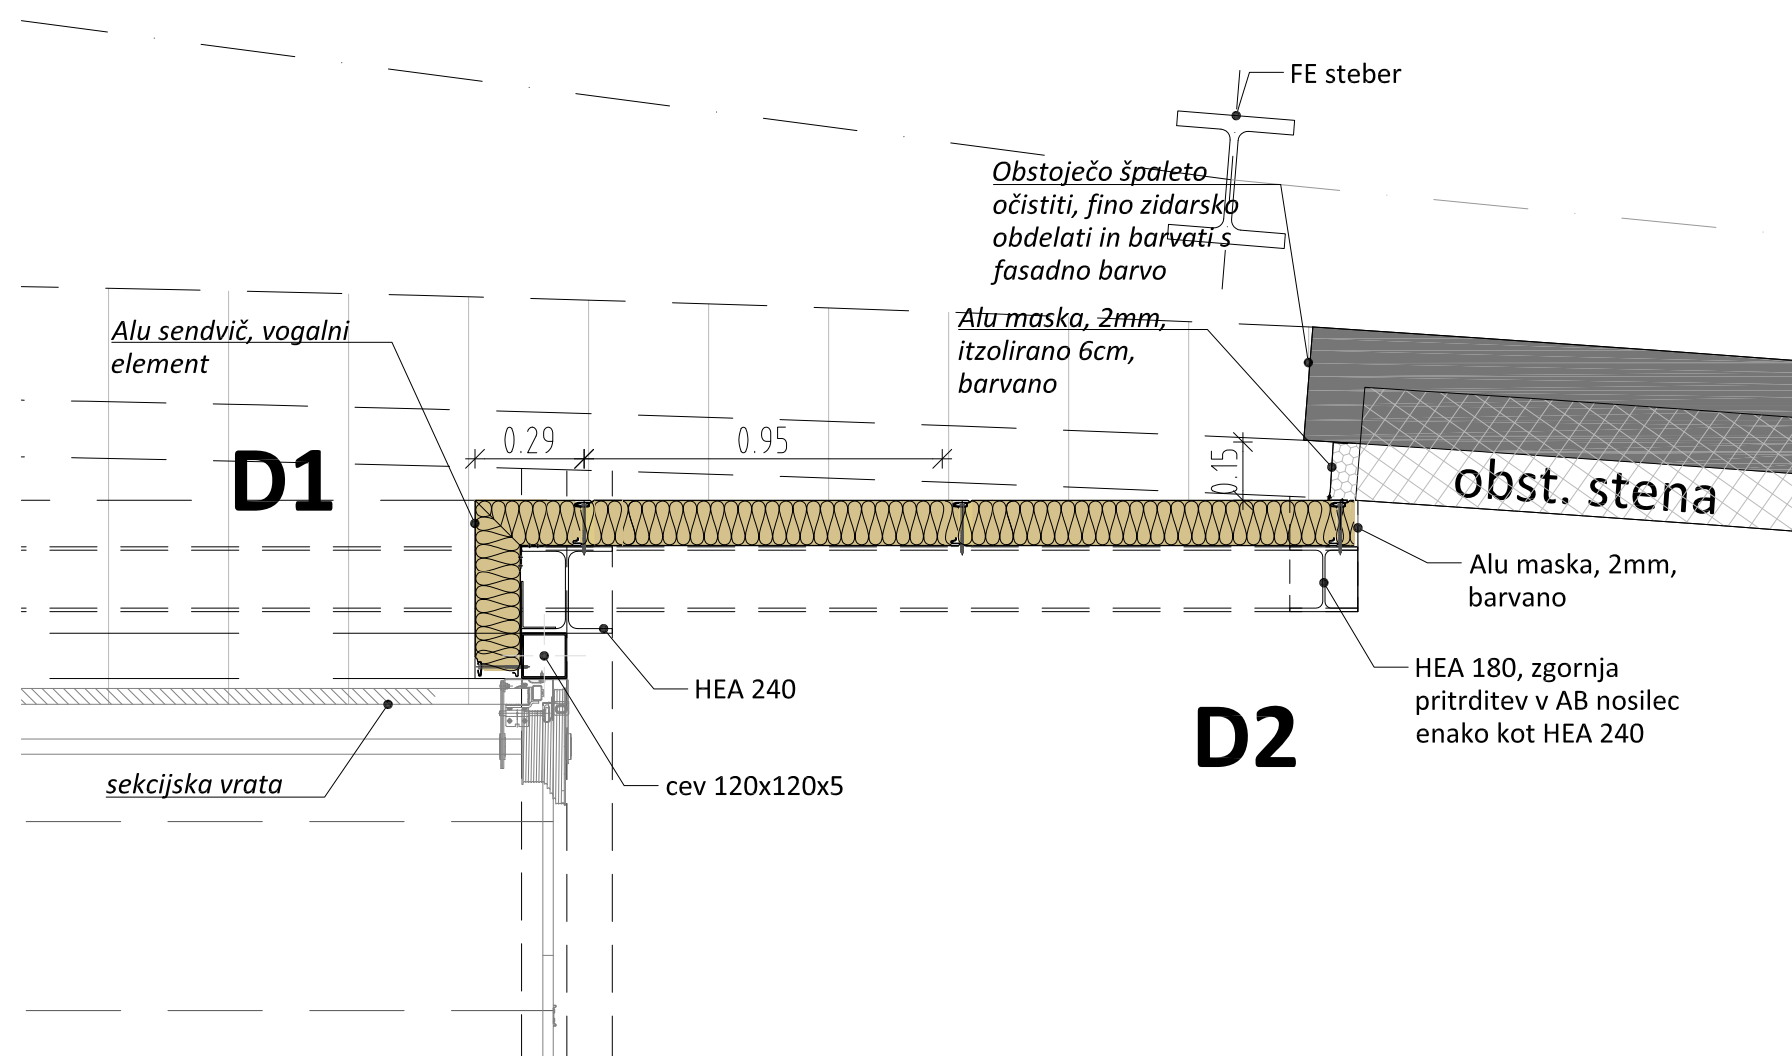 FE steber
Obstoječo špaleto
očistiti, fino zidarsko
obdelati in barvati s
fasadno barvo
Alu sendvič, vogalni
element
Alu maska, 2mm,
itzolirano 6cm,
barvano
0.29
0.95
0.15
D1
obst. stena
Alu maska, 2mm,
barvano
HEA 240
HEA 180, zgornja
pritrditev v AB nosilec
enako kot HEA 240
D2
sekcijska vrata
cev 120x120x5